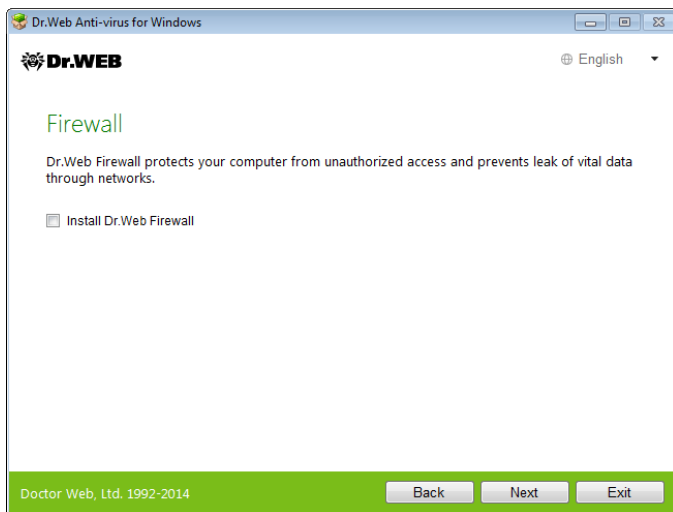 Dr.Web Anti-virus for Windows
Dr.WEB
English
Firewall
Dr.Web Firewall protects your computer from unauthorized access and prevents leak of vital data
through networks.
Install Dr.Web Firewall
Doctor Web, Ltd. 1992-2014
Back
Next
Exit